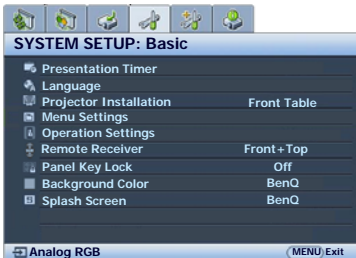 SYSTEM SETUP: Basic
Presentation Timer
Language
Projector Installation Front Table
Menu Settings
Operation Settings
Remote Receiver Front+Top
Panel Key Lock Off
Background Color BenQ
Splash Screen BenQ
Analog RGB MENU Exit